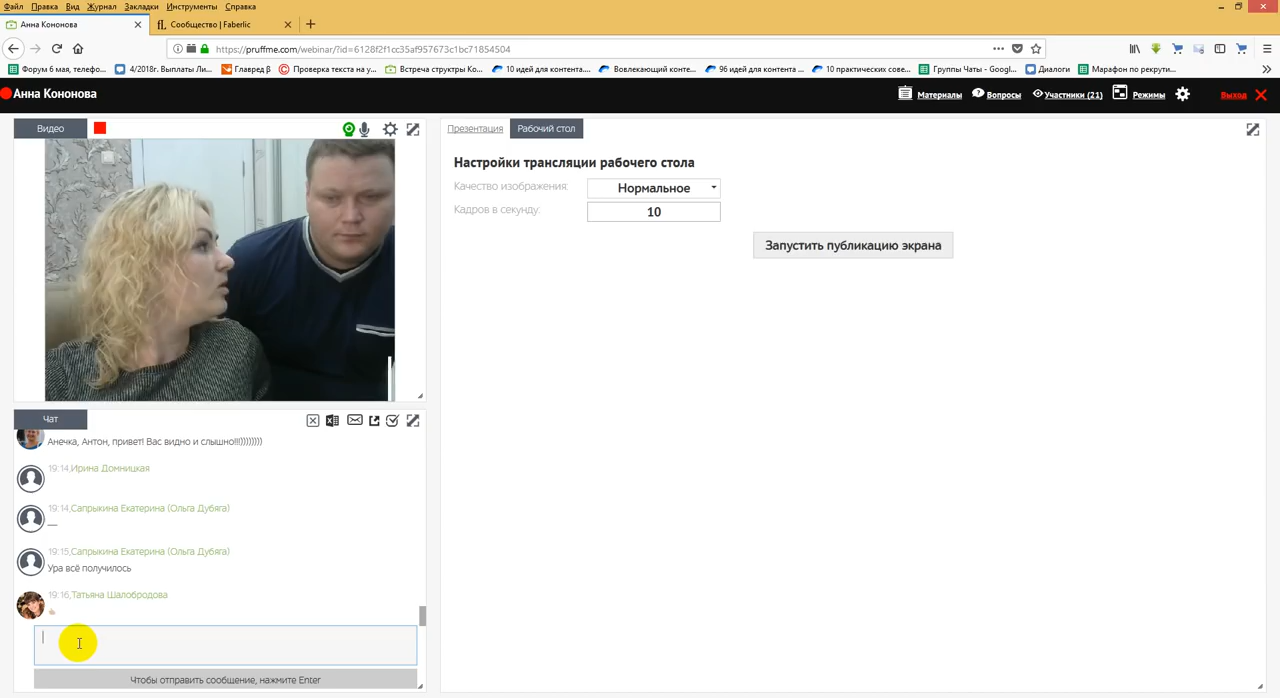 Файл Правка Вид Журнал Закладки Инструменты Справка
Анна Кононова
Сообщество | Faberlic
https://pruffme.com/webinar/?id=6128f2f1cc35af957673c1bc71854504
Форум 6 мая, телефо...
4/2018г. Выплаты Ли...
Главред β
Проверка текста на у...
Встреча структры Ко...
10 идей для контента....
Вовлекающий конте...
96 идей для контента ...
10 практических сове...
Группы Чаты - Googl...
Диалоги
Марафон по рекрути...
Анна Кононова
Материалы
Вопросы
Участники (21)
Режимы
Выход
Видео
Презентация
Рабочий стол
Настройки трансляции рабочего стола
Качество изображения:
Нормальное
Кадров в секунду:
10
Запустить публикацию экрана
Чат
Анечка, Антон, привет! Вас видно и слышно!!!))))))))
19:14,Ирина Домницкая
19:14,Сапрыкина Екатерина (Ольга Дубяга)
19:15,Сапрыкина Екатерина (Ольга Дубяга)
Ура всё получилось
19:16,Татьяна Шалобродова
Чтобы отправить сообщение, нажмите Enter